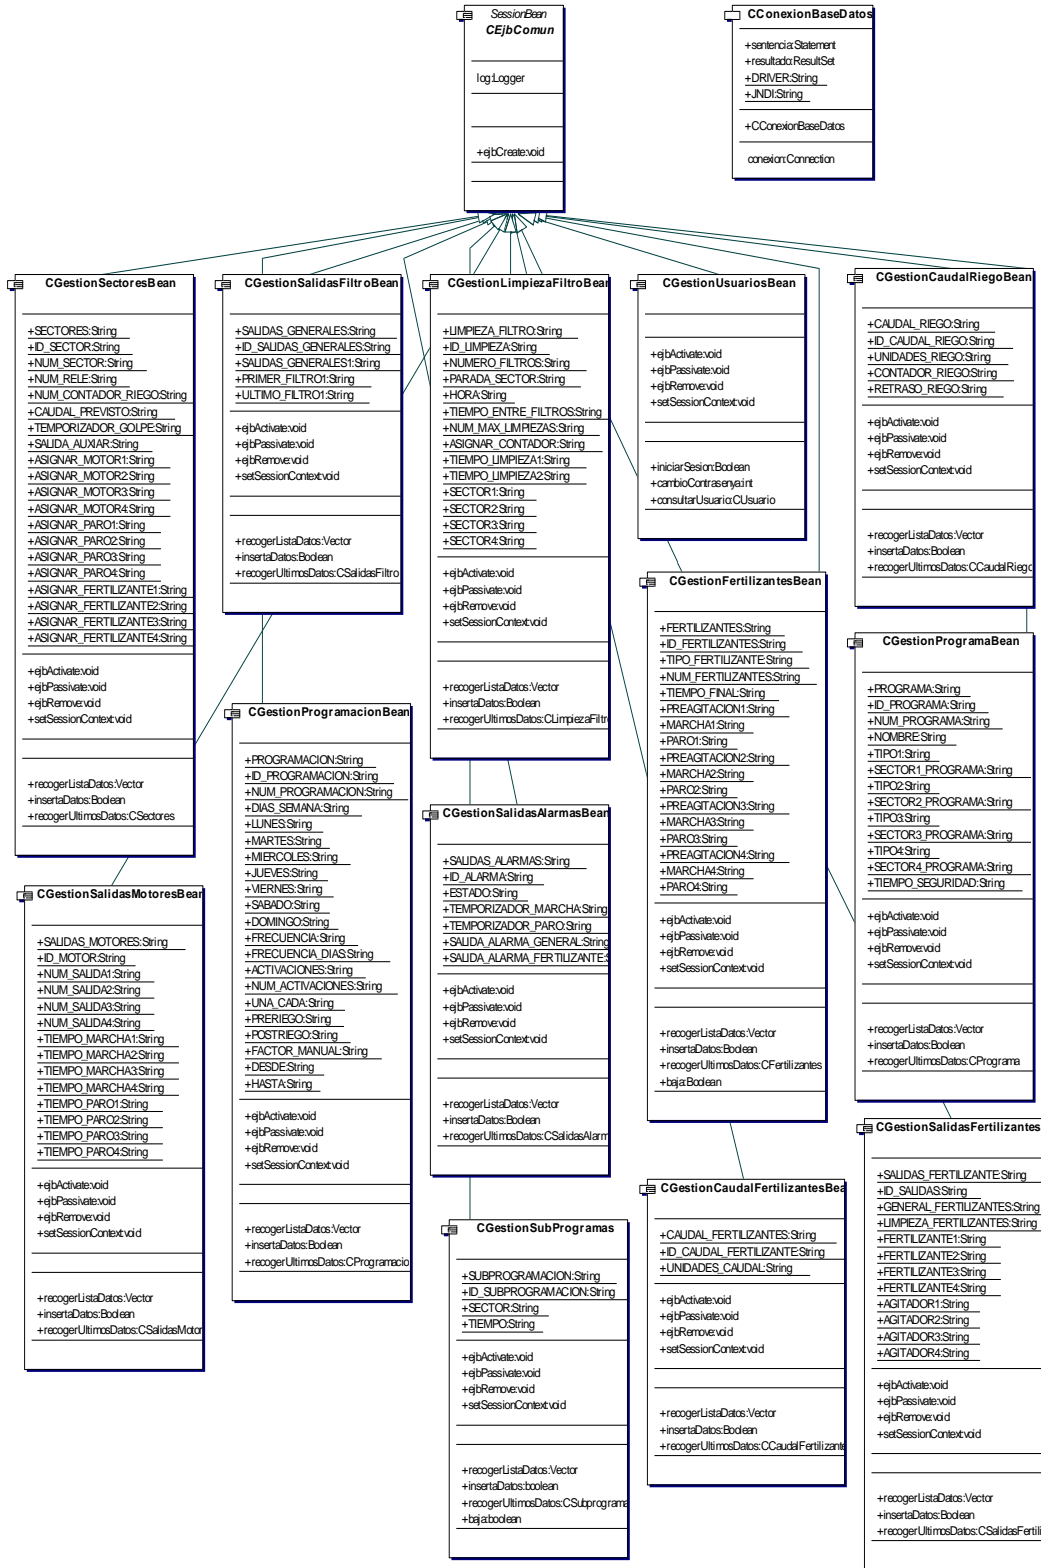 SessionBean
CEjbComun
log:Logger
+ejbCreate:void
CConexionBaseDatos
+sentencia:Statement
+resultado:ResultSet
+DRIVER:String
+JNDI:String
+CConexionBaseDatos
conexion:Connection
CGestionSectoresBean
+SECTORES:String
+ID_SECTOR:String
+NUM_SECTOR:String
+NUM_RELE:String
+NUM_CONTADOR_RIEGO:String
+CAUDAL_PREVISTO:String
+TEMPORIZADOR_GOLPE:String
+SALIDA_AUXIAR:String
+ASIGNAR_MOTOR1:String
+ASIGNAR_MOTOR2:String
+ASIGNAR_MOTOR3:String
+ASIGNAR_MOTOR4:String
+ASIGNAR_PARO1:String
+ASIGNAR_PARO2:String
+ASIGNAR_PARO3:String
+ASIGNAR_PARO4:String
+ASIGNAR_FERTILIZANTE1:String
+ASIGNAR_FERTILIZANTE2:String
+ASIGNAR_FERTILIZANTE3:String
+ASIGNAR_FERTILIZANTE4:String
+ejbActivate:void
+ejbPassivate:void
+ejbRemove:void
+setSessionContext:void
+recogerListaDatos:Vector
+insertaDatos:Boolean
+recogerUltimosDatos:CSectores
CGestionSalidasFiltroBean
+SALIDAS_GENERALES:String
+ID_SALIDAS_GENERALES:String
+SALIDAS_GENERALES1:String
+PRIMER_FILTRO1:String
+ULTIMO_FILTRO1:String
+ejbActivate:void
+ejbPassivate:void
+ejbRemove:void
+setSessionContext:void
+recogerListaDatos:Vector
+insertaDatos:Boolean
+recogerUltimosDatos:CSalidasFiltro
CGestionLimpiezaFiltroBean
+LIMPIEZA_FILTRO:String
+ID_LIMPIEZA:String
+NUMERO_FILTROS:String
+PARADA_SECTOR:String
+HORA:String
+TIEMPO_ENTRE_FILTROS:String
+NUM_MAX_LIMPIEZAS:String
+ASIGNAR_CONTADOR:String
+TIEMPO_LIMPIEZA1:String
+TIEMPO_LIMPIEZA2:String
+SECTOR1:String
+SECTOR2:String
+SECTOR3:String
+SECTOR4:String
+ejbActivate:void
+ejbPassivate:void
+ejbRemove:void
+setSessionContext:void
+recogerListaDatos:Vector
+insertaDatos:Boolean
+recogerUltimosDatos:CLimpiezaFiltr
CGestionUsuariosBean
+ejbActivate:void
+ejbPassivate:void
+ejbRemove:void
+setSessionContext:void
+iniciarSesion:Boolean
+cambioContrasenya:int
+consultarUsuario:CUsuario
CGestionCaudalRiegoBean
+CAUDAL_RIEGO:String
+ID_CAUDAL_RIEGO:String
+UNIDADES_RIEGO:String
+CONTADOR_RIEGO:String
+RETRASO_RIEGO:String
+ejbActivate:void
+ejbPassivate:void
+ejbRemove:void
+setSessionContext:void
+recogerListaDatos:Vector
+insertaDatos:Boolean
+recogerUltimosDatos:CCaudalRiego
CGestionFertilizantesBean
+FERTILIZANTES:String
+ID_FERTILIZANTES:String
+TIPO_FERTILIZANTE:String
+NUM_FERTILIZANTES:String
+TIEMPO_FINAL:String
+PREAGITACION1:String
+MARCHA1:String
+PARO1:String
+PREAGITACION2:String
+MARCHA2:String
+PARO2:String
+PREAGITACION3:String
+MARCHA3:String
+PARO3:String
+PREAGITACION4:String
+MARCHA4:String
+PARO4:String
+ejbActivate:void
+ejbPassivate:void
+ejbRemove:void
+setSessionContext:void
+recogerListaDatos:Vector
+insertaDatos:Boolean
+recogerUltimosDatos:CFertilizantes
+baja:Boolean
CGestionProgramaBean
+PROGRAMA:String
+ID_PROGRAMA:String
+NUM_PROGRAMA:String
+NOMBRE:String
+TIPO1:String
+SECTOR1_PROGRAMA:String
+TIPO2:String
+SECTOR2_PROGRAMA:String
+TIPO3:String
+SECTOR3_PROGRAMA:String
+TIPO4:String
+SECTOR4_PROGRAMA:String
+TIEMPO_SEGURIDAD:String
+ejbActivate:void
+ejbPassivate:void
+ejbRemove:void
+setSessionContext:void
+recogerListaDatos:Vector
+insertaDatos:Boolean
+recogerUltimosDatos:CPrograma
CGestionProgramacionBean
+PROGRAMACION:String
+ID_PROGRAMACION:String
+NUM_PROGRAMACION:String
+DIAS_SEMANA:String
+LUNES:String
+MARTES:String
+MIERCOLES:String
+JUEVES:String
+VIERNES:String
+SABADO:String
+DOMINGO:String
+FRECUENCIA:String
+FRECUENCIA_DIAS:String
+ACTIVACIONES:String
+NUM_ACTIVACIONES:String
+UNA_CADA:String
+PRERIEGO:String
+POSTRIEGO:String
+FACTOR_MANUAL:String
+DESDE:String
+HASTA:String
+ejbActivate:void
+ejbPassivate:void
+ejbRemove:void
+setSessionContext:void
+recogerListaDatos:Vector
+insertaDatos:Boolean
+recogerUltimosDatos:CProgramacio
CGestionSalidasAlarmasBean
+SALIDAS_ALARMAS:String
+ID_ALARMA:String
+ESTADO:String
+TEMPORIZADOR_MARCHA:String
+TEMPORIZADOR_PARO:String
+SALIDA_ALARMA_GENERAL:String
+SALIDA_ALARMA_FERTILIZANTE:S
+ejbActivate:void
+ejbPassivate:void
+ejbRemove:void
+setSessionContext:void
+recogerListaDatos:Vector
+insertaDatos:Boolean
+recogerUltimosDatos:CSalidasAlarm
CGestionSalidasMotoresBean
+SALIDAS_MOTORES:String
+ID_MOTOR:String
+NUM_SALIDA1:String
+NUM_SALIDA2:String
+NUM_SALIDA3:String
+NUM_SALIDA4:String
+TIEMPO_MARCHA1:String
+TIEMPO_MARCHA2:String
+TIEMPO_MARCHA3:String
+TIEMPO_MARCHA4:String
+TIEMPO_PARO1:String
+TIEMPO_PARO2:String
+TIEMPO_PARO3:String
+TIEMPO_PARO4:String
+ejbActivate:void
+ejbPassivate:void
+ejbRemove:void
+setSessionContext:void
+recogerListaDatos:Vector
+insertaDatos:Boolean
+recogerUltimosDatos:CSalidasMotor
CGestionSubProgramas
+SUBPROGRAMACION:String
+ID_SUBPROGRAMACION:String
+SECTOR:String
+TIEMPO:String
+ejbActivate:void
+ejbPassivate:void
+ejbRemove:void
+setSessionContext:void
+recogerListaDatos:Vector
+insertaDatos:boolean
+recogerUltimosDatos:CSubprograma
+baja:boolean
CGestionCaudalFertilizantesBea
+CAUDAL_FERTILIZANTES:String
+ID_CAUDAL_FERTILIZANTE:String
+UNIDADES_CAUDAL:String
+ejbActivate:void
+ejbPassivate:void
+ejbRemove:void
+setSessionContext:void
+recogerListaDatos:Vector
+insertaDatos:Boolean
+recogerUltimosDatos:CCaudalFertilizante
CGestionSalidasFertilizantes
+SALIDAS_FERTILIZANTE:String
+ID_SALIDAS:String
+GENERAL_FERTILIZANTES:String
+LIMPIEZA_FERTILIZANTES:String
+FERTILIZANTE1:String
+FERTILIZANTE2:String
+FERTILIZANTE3:String
+FERTILIZANTE4:String
+AGITADOR1:String
+AGITADOR2:String
+AGITADOR3:String
+AGITADOR4:String
+ejbActivate:void
+ejbPassivate:void
+ejbRemove:void
+setSessionContext:void
+recogerListaDatos:Vector
+insertaDatos:Boolean
+recogerUltimosDatos:CSalidasFertili